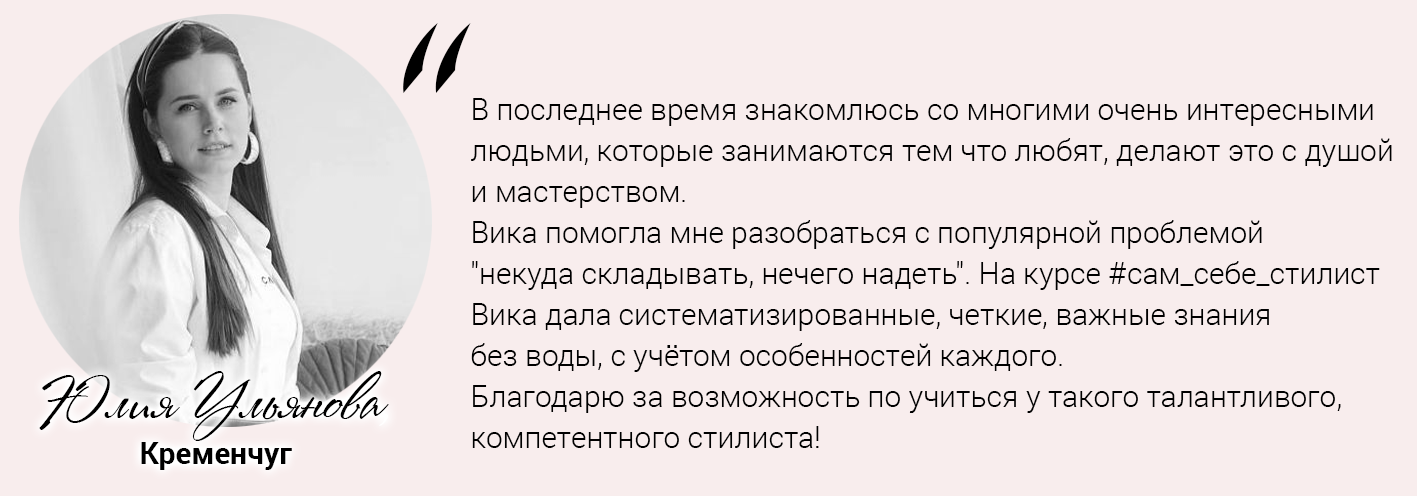 "
В последнее время знакомлюсь со многими очень интересными
людьми, которые занимаются тем что любят, делают это с душой
и мастерством.
Вика помогла мне разобраться с популярной проблемой
"некуда складывать, нечего надеть". На курсе #сам_себе_стилист
Вика дала систематизированные, четкие, важные знания
без воды, с учётом особенностей каждого.
Благодарю за возможность по учиться у такого талантливого,
компетентного стилиста!
Юлия Ульянова
Кременчуг